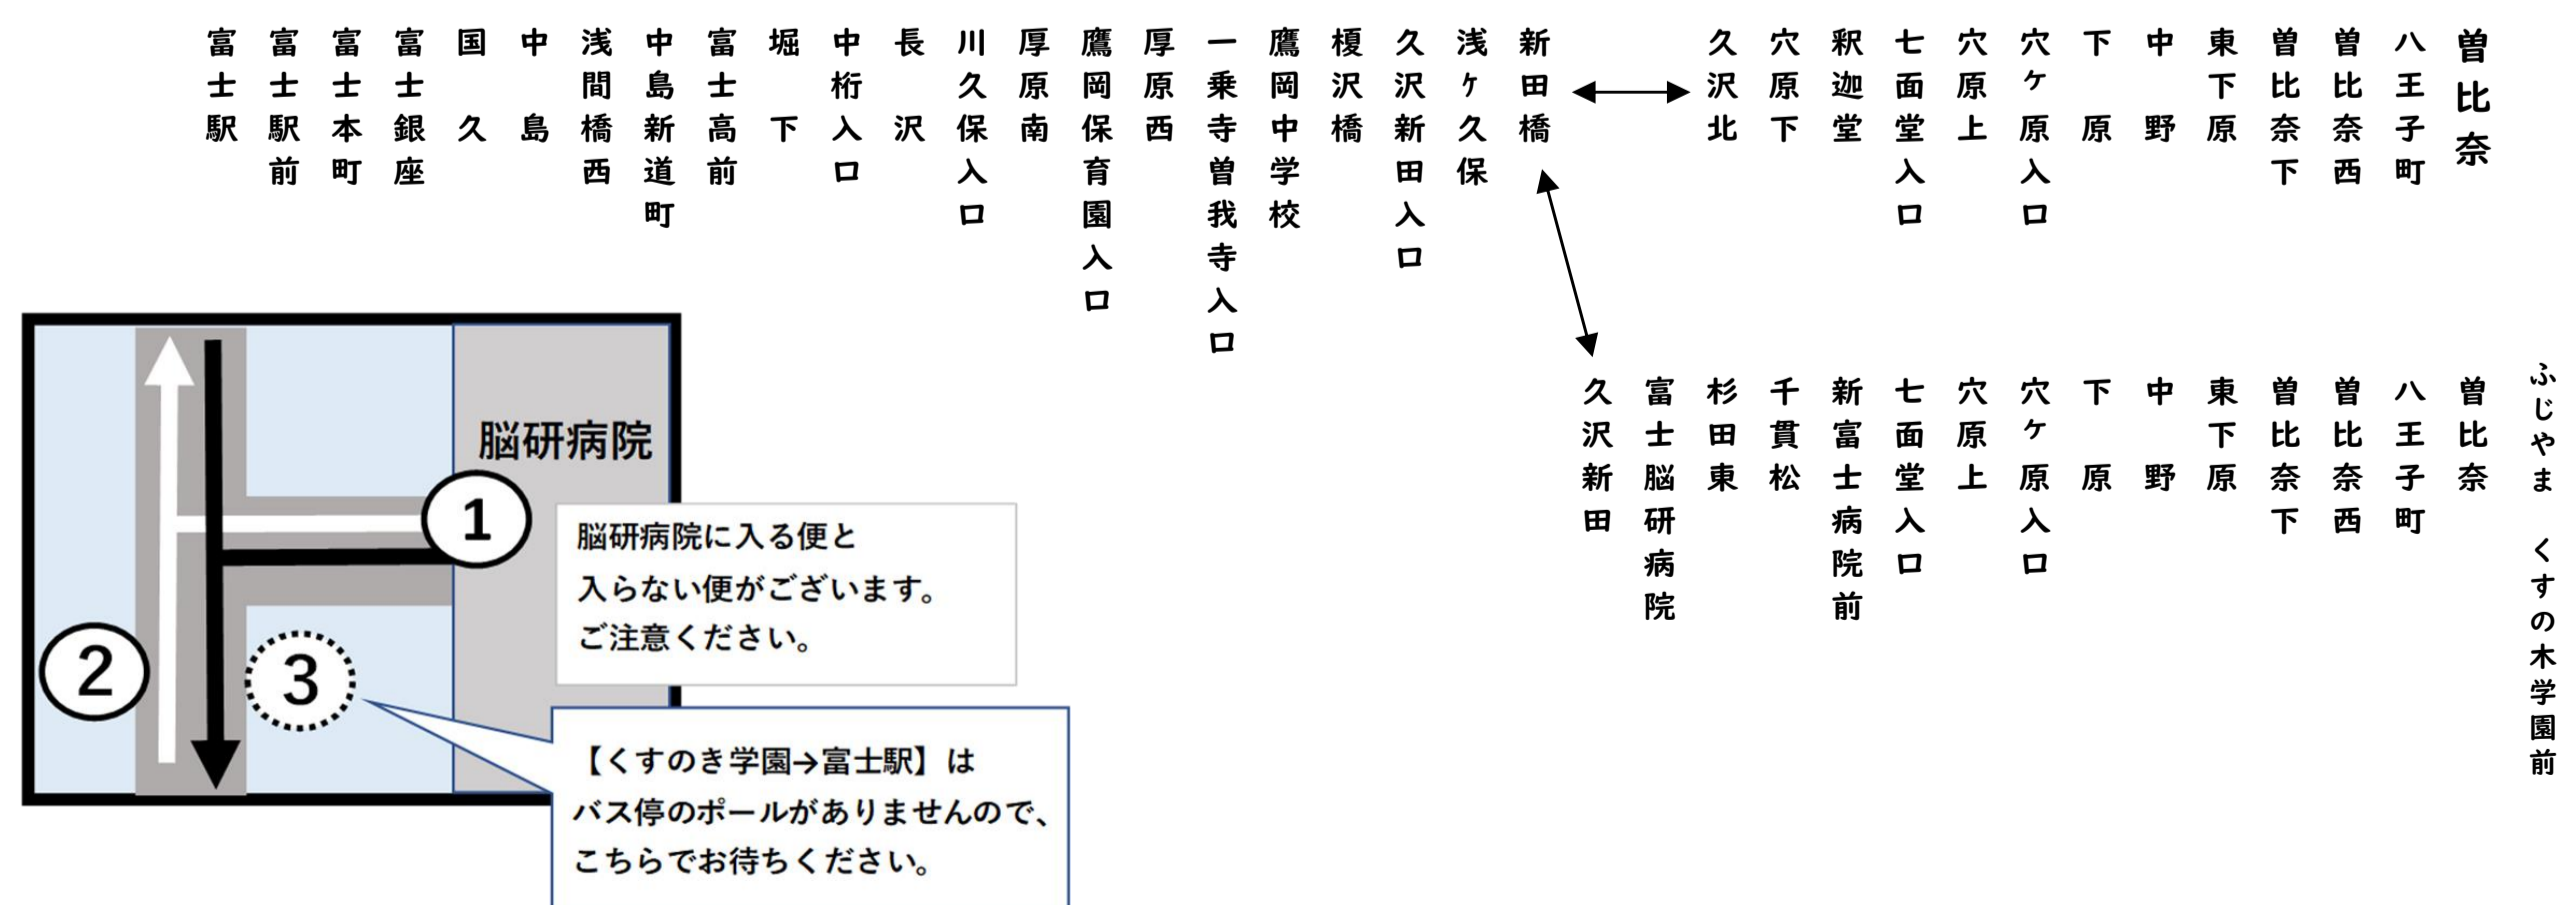 富士駅
富士駅前
富士本町
富士銀座
国久
中島
浅間橋西
中島新道町
富士高前
堀下
中桁入口
長沢
川久保入口
厚原南
鷹岡保育園入口
厚原西
一乗寺曽我寺入口
鷹岡中学校
榎沢橋
久沢新田入口
浅ヶ久保
新田橋
久沢北
穴原下
釈迦堂
七面堂入口
穴原上
穴ケ原入口
下原
中野
東下原
曽比奈下
曽比奈西
八王子町
曽比奈
久沢新田
富士脳研病院
杉田東
千貫松
新富士病院前
七面堂入口
穴原上
穴ケ原入口
下原
中野
東下原
曽比奈下
曽比奈西
八王子町
曽比奈
ふじやま くすの木学園前
脳研病院
①
②
③
脳研病院に入る便と
入らない便がございます。
ご注意ください。
【くすのき学園→富士駅】は
バス停のポールがありませんので、
こちらでお待ちください。